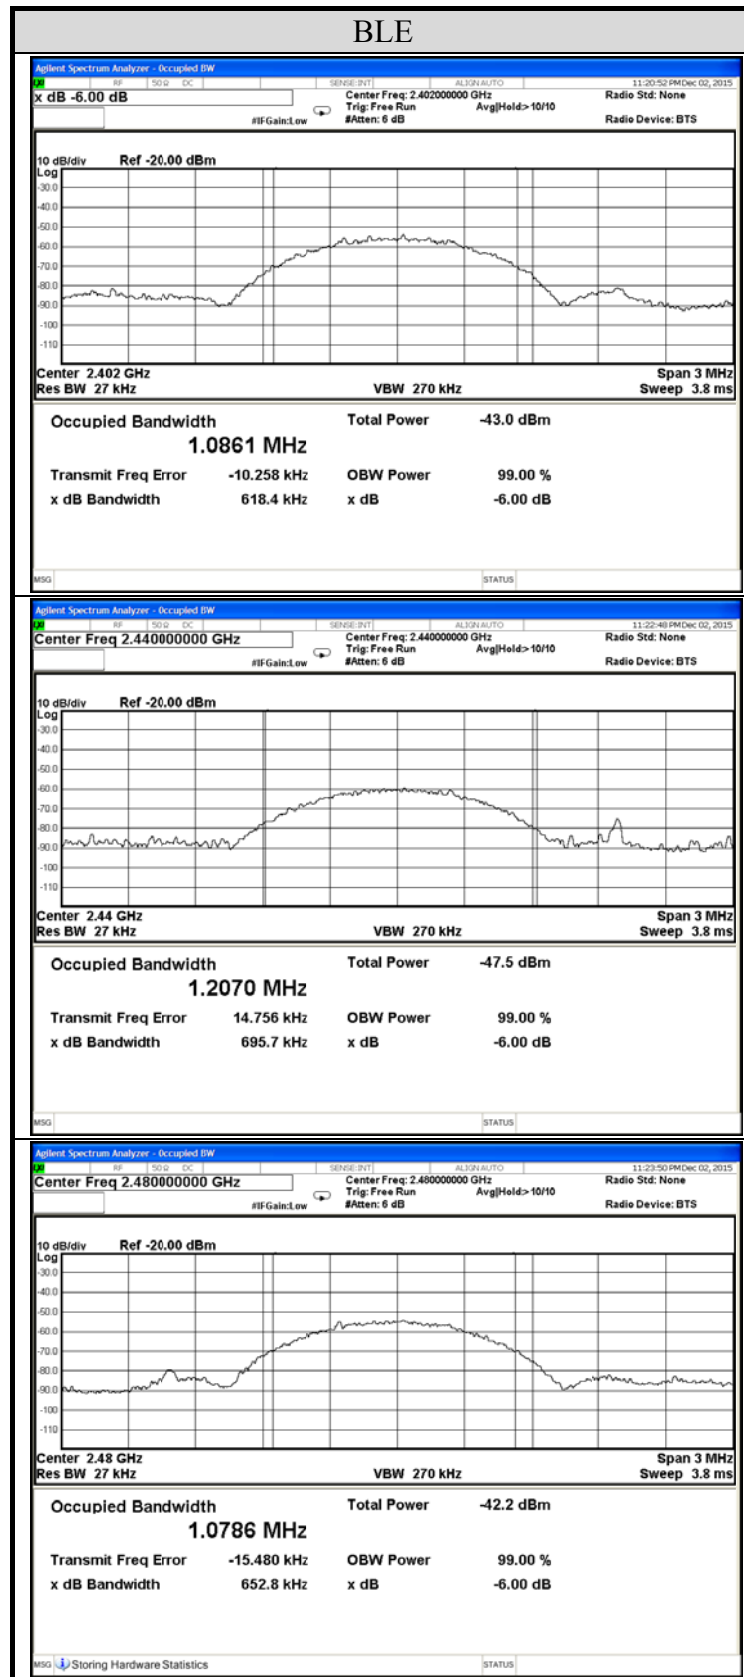 BLE
Agilent Spectrum Analyzer - Occupied BW
RF 50 Ω DC SENSE:INT ALIGN AUTO 11:20:52 PM Dec 02, 2015
x dB -6.00 dB Center Freq: 2.402000000 GHz Radio Std: None
Trig: Free Run Avg|Hold:> 10/10
#IFGain:Low #Atten: 6 dB Radio Device: BTS
10 dB/div Ref -20.00 dBm
Log
-30.0
-40.0
-50.0
-60.0
-70.0
-80.0
-90.0
-100
-110
Center 2.402 GHz Span 3 MHz
Res BW 27 kHz VBW 270 kHz Sweep 3.8 ms
Occupied Bandwidth Total Power -43.0 dBm
1.0861 MHz
Transmit Freq Error -10.258 kHz OBW Power 99.00 %
x dB Bandwidth 618.4 kHz x dB -6.00 dB
MSG STATUS
Agilent Spectrum Analyzer - Occupied BW
RF 50 Ω DC SENSE:INT ALIGN AUTO 11:22:48 PM Dec 02, 2015
Center Freq 2.440000000 GHz Center Freq: 2.440000000 GHz Radio Std: None
Trig: Free Run Avg|Hold:> 10/10
#IFGain:Low #Atten: 6 dB Radio Device: BTS
10 dB/div Ref -20.00 dBm
Log
-30.0
-40.0
-50.0
-60.0
-70.0
-80.0
-90.0
-100
-110
Center 2.44 GHz Span 3 MHz
Res BW 27 kHz VBW 270 kHz Sweep 3.8 ms
Occupied Bandwidth Total Power -47.5 dBm
1.2070 MHz
Transmit Freq Error 14.756 kHz OBW Power 99.00 %
x dB Bandwidth 695.7 kHz x dB -6.00 dB
MSG STATUS
Agilent Spectrum Analyzer - Occupied BW
RF 50 Ω DC SENSE:INT ALIGN AUTO 11:23:50 PM Dec 02, 2015
Center Freq 2.480000000 GHz Center Freq: 2.480000000 GHz Radio Std: None
Trig: Free Run Avg|Hold:> 10/10
#IFGain:Low #Atten: 6 dB Radio Device: BTS
10 dB/div Ref -20.00 dBm
Log
-30.0
-40.0
-50.0
-60.0
-70.0
-80.0
-90.0
-100
-110
Center 2.48 GHz Span 3 MHz
Res BW 27 kHz VBW 270 kHz Sweep 3.8 ms
Occupied Bandwidth Total Power -42.2 dBm
1.0786 MHz
Transmit Freq Error -15.480 kHz OBW Power 99.00 %
x dB Bandwidth 652.8 kHz x dB -6.00 dB
MSG Storing Hardware Statistics STATUS